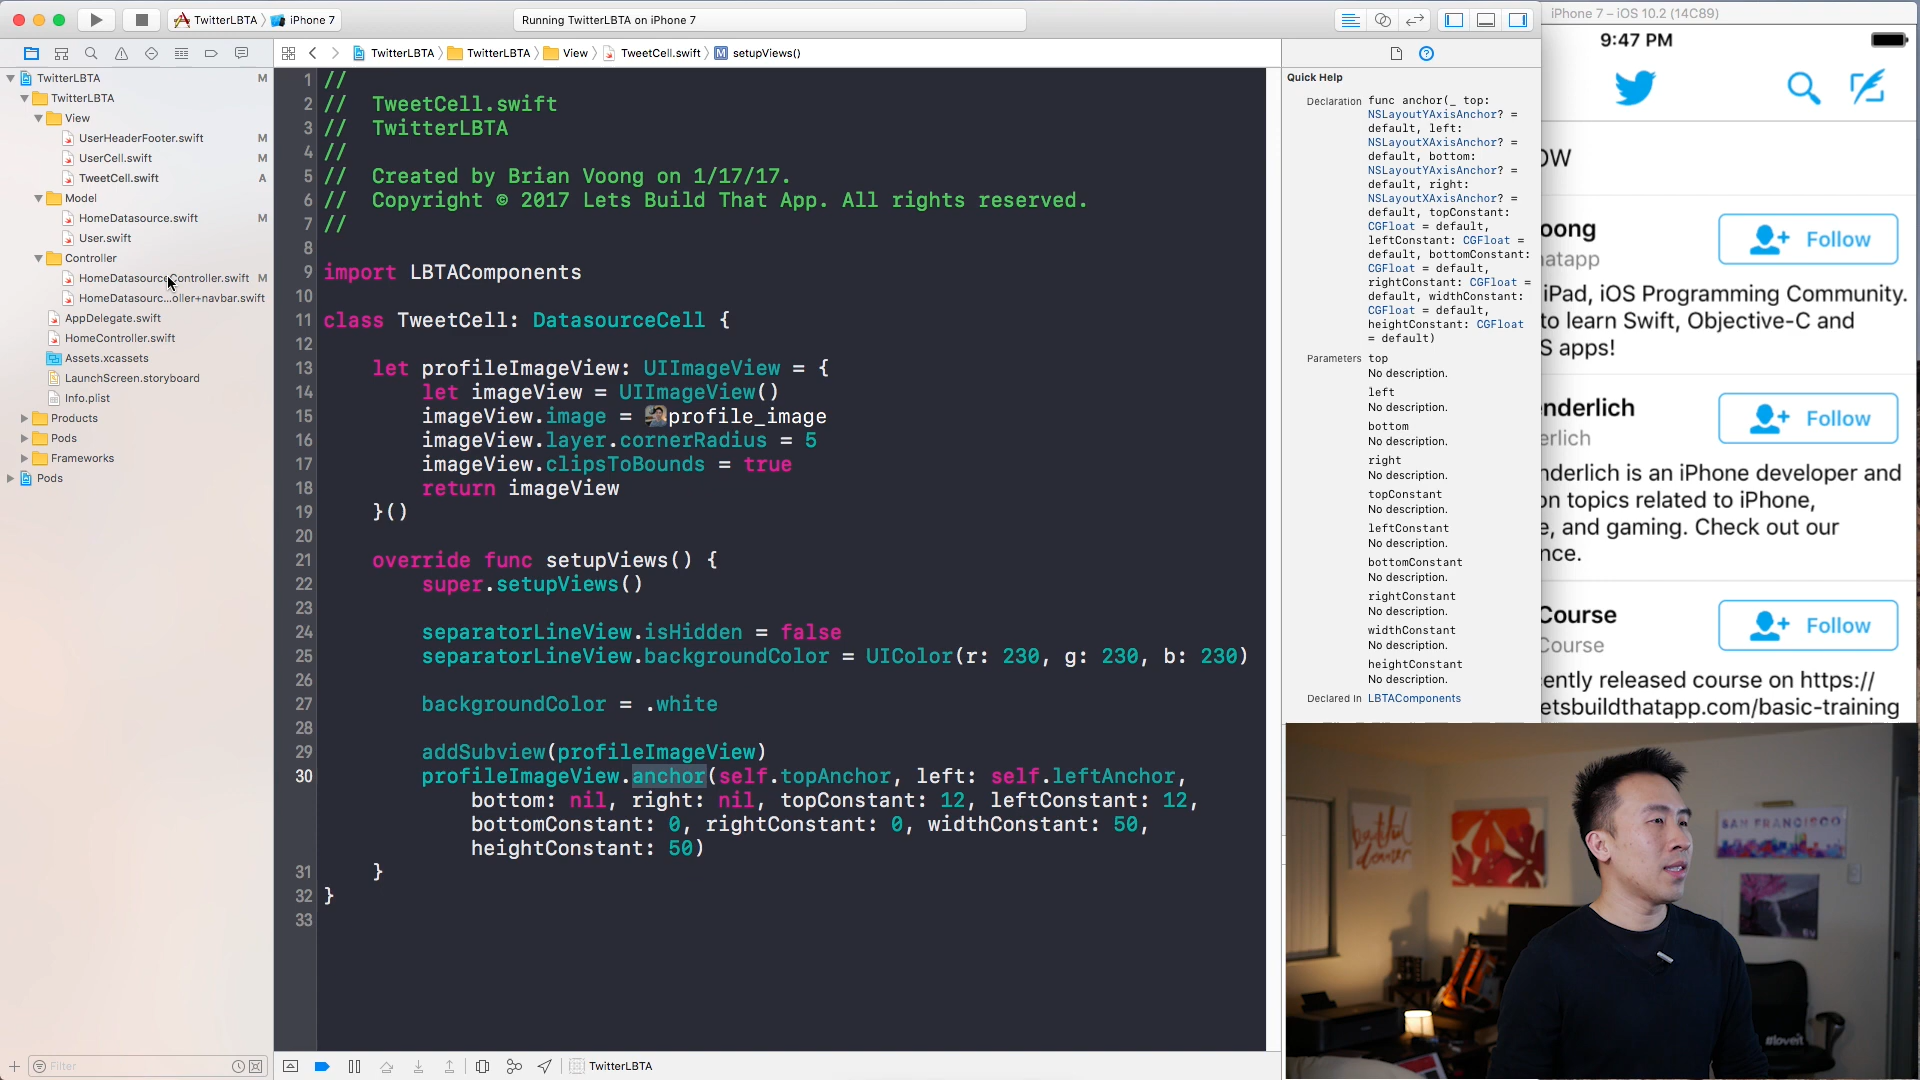 TwitterLBTA
iPhone 7
Running TwitterLBTA on iPhone 7
iPhone 7 – iOS 10.2 (14C89)
TwitterLBTA
TwitterLBTA
View
TweetCell.swift
M
setupViews()
TwitterLBTA M
TwitterLBTA
View
UserHeaderFooter.swift M
UserCell.swift M
TweetCell.swift A
Model
HomeDatasource.swift M
User.swift
Controller
HomeDatasourceController.swift M
HomeDatasourc...oller+navbar.swift
AppDelegate.swift
HomeController.swift
Assets.xcassets
LaunchScreen.storyboard
Info.plist
Products
Pods
Frameworks
Pods
Filter
1 //
2 //  TweetCell.swift
3 //  TwitterLBTA
4 //
5 //  Created by Brian Voong on 1/17/17.
6 //  Copyright © 2017 Lets Build That App. All rights reserved.
7 //
8
9 import LBTAComponents
10
11 class TweetCell: DatasourceCell {
12
13     let profileImageView: UIImageView = {
14         let imageView = UIImageView()
15         imageView.image = profile_image
16         imageView.layer.cornerRadius = 5
17         imageView.clipsToBounds = true
18         return imageView
19     }()
20
21     override func setupViews() {
22         super.setupViews()
23
24         separatorLineView.isHidden = false
25         separatorLineView.backgroundColor = UIColor(r: 230, g: 230, b: 230)
26
27         backgroundColor = .white
28
29         addSubview(profileImageView)
30         profileImageView.anchor(self.topAnchor, left: self.leftAnchor,
bottom: nil, right: nil, topConstant: 12, leftConstant: 12,
bottomConstant: 0, rightConstant: 0, widthConstant: 50,
heightConstant: 50)
31     }
32 }
33
TwitterLBTA
Quick Help
Declaration func anchor(_ top:
NSLayoutYAxisAnchor? =
default, left:
NSLayoutXAxisAnchor? =
default, bottom:
NSLayoutYAxisAnchor? =
default, right:
NSLayoutXAxisAnchor? =
default, topConstant:
CGFloat = default,
leftConstant: CGFloat =
default, bottomConstant:
CGFloat = default,
rightConstant: CGFloat =
default, widthConstant:
CGFloat = default,
heightConstant: CGFloat
= default)
Parameters top
No description.
left
No description.
bottom
No description.
right
No description.
topConstant
No description.
leftConstant
No description.
bottomConstant
No description.
rightConstant
No description.
widthConstant
No description.
heightConstant
No description.
Declared In LBTAComponents
9:47 PM
OW
oong
Follow
atapp
iPad, iOS Programming Community.
to learn Swift, Objective-C and
S apps!
nderlich
Follow
erlich
nderlich is an iPhone developer and
on topics related to iPhone,
e, and gaming. Check out our
nce.
Course
Follow
Course
ently released course on https://
etsbuildthatapp.com/basic-training
SAN FRANCISCO
beautiful
#loveit